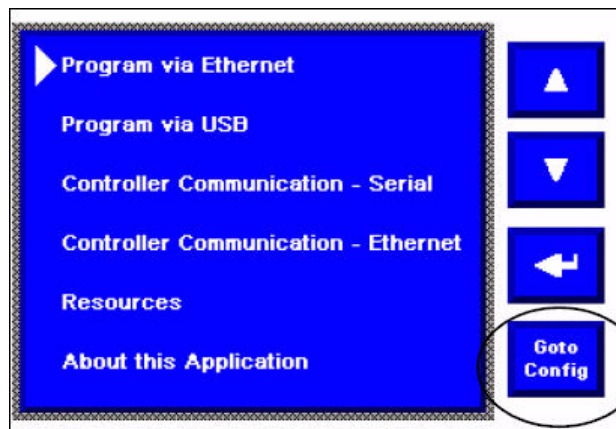 Program via Ethernet
Program via USB
Controller Communication - Serial
Controller Communication - Ethernet
Resources
About this Application
Goto
Config